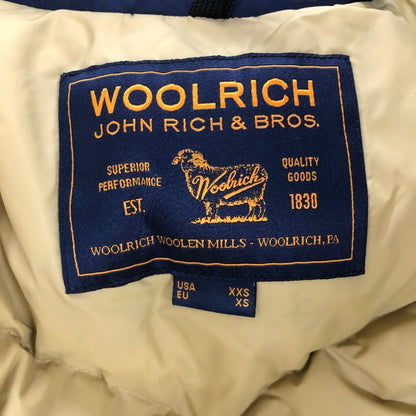 WOOLRICH
JOHN RICH & BROS.
SUPERIOR PERFORMANCE
Woolrich
QUALITY GOODS
EST. 1830
WOOLRICH WOOLEN MILLS - WOOLRICH, PA
USA XXS
EU XS